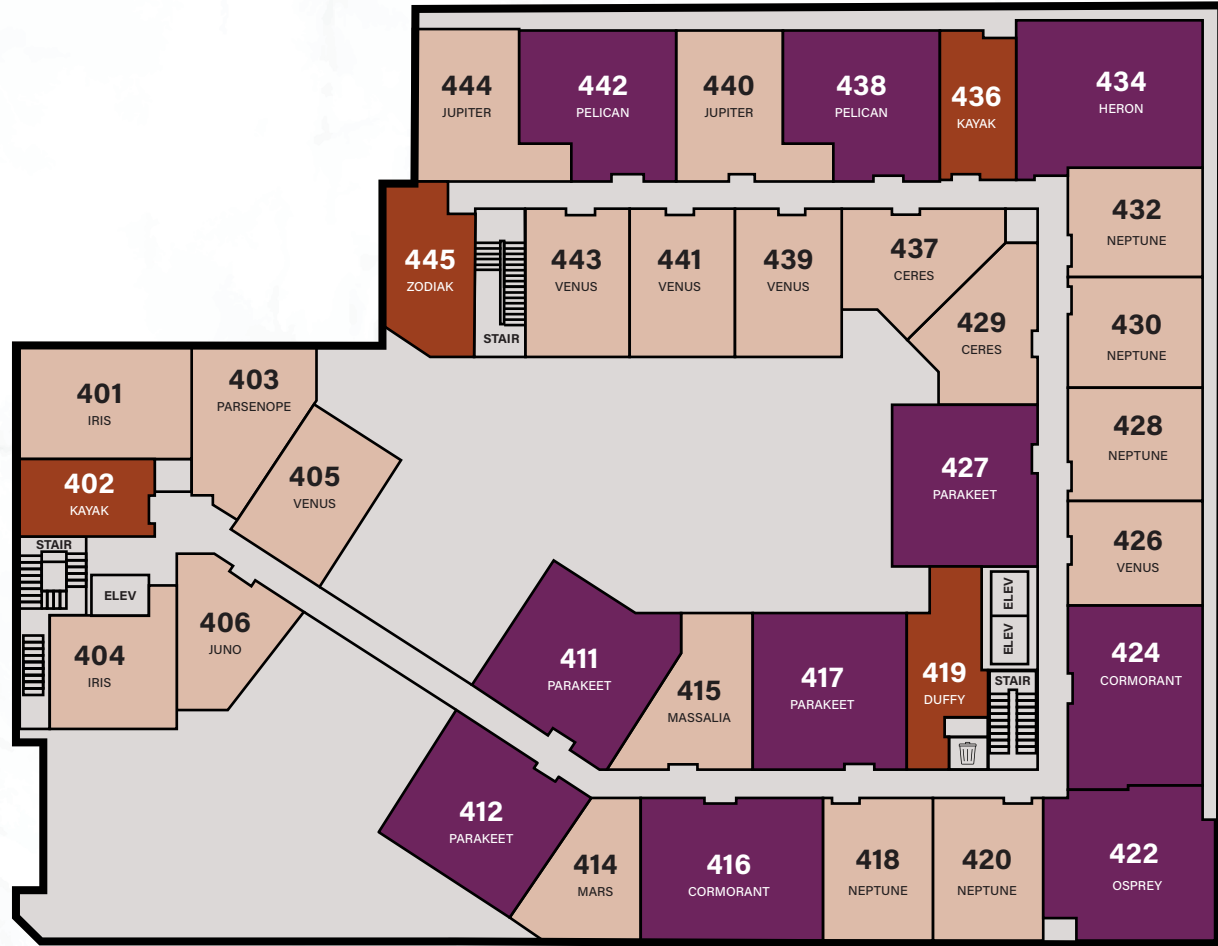 444
JUPITER
442
PELICAN
440
JUPITER
438
PELICAN
436
KAYAK
434
HERON
445
ZODIAK
STAIR
443
VENUS
441
VENUS
439
VENUS
437
CERES
429
CERES
432
NEPTUNE
430
NEPTUNE
428
NEPTUNE
426
VENUS
401
IRIS
403
PARSENOPE
405
VENUS
402
KAYAK
STAIR
ELEV
404
IRIS
406
JUNO
427
PARAKEET
ELEV
ELEV
STAIR
411
PARAKEET
415
MASSALIA
417
PARAKEET
419
DUFFY
424
CORMORANT
412
PARAKEET
414
MARS
416
CORMORANT
418
NEPTUNE
420
NEPTUNE
422
OSPREY